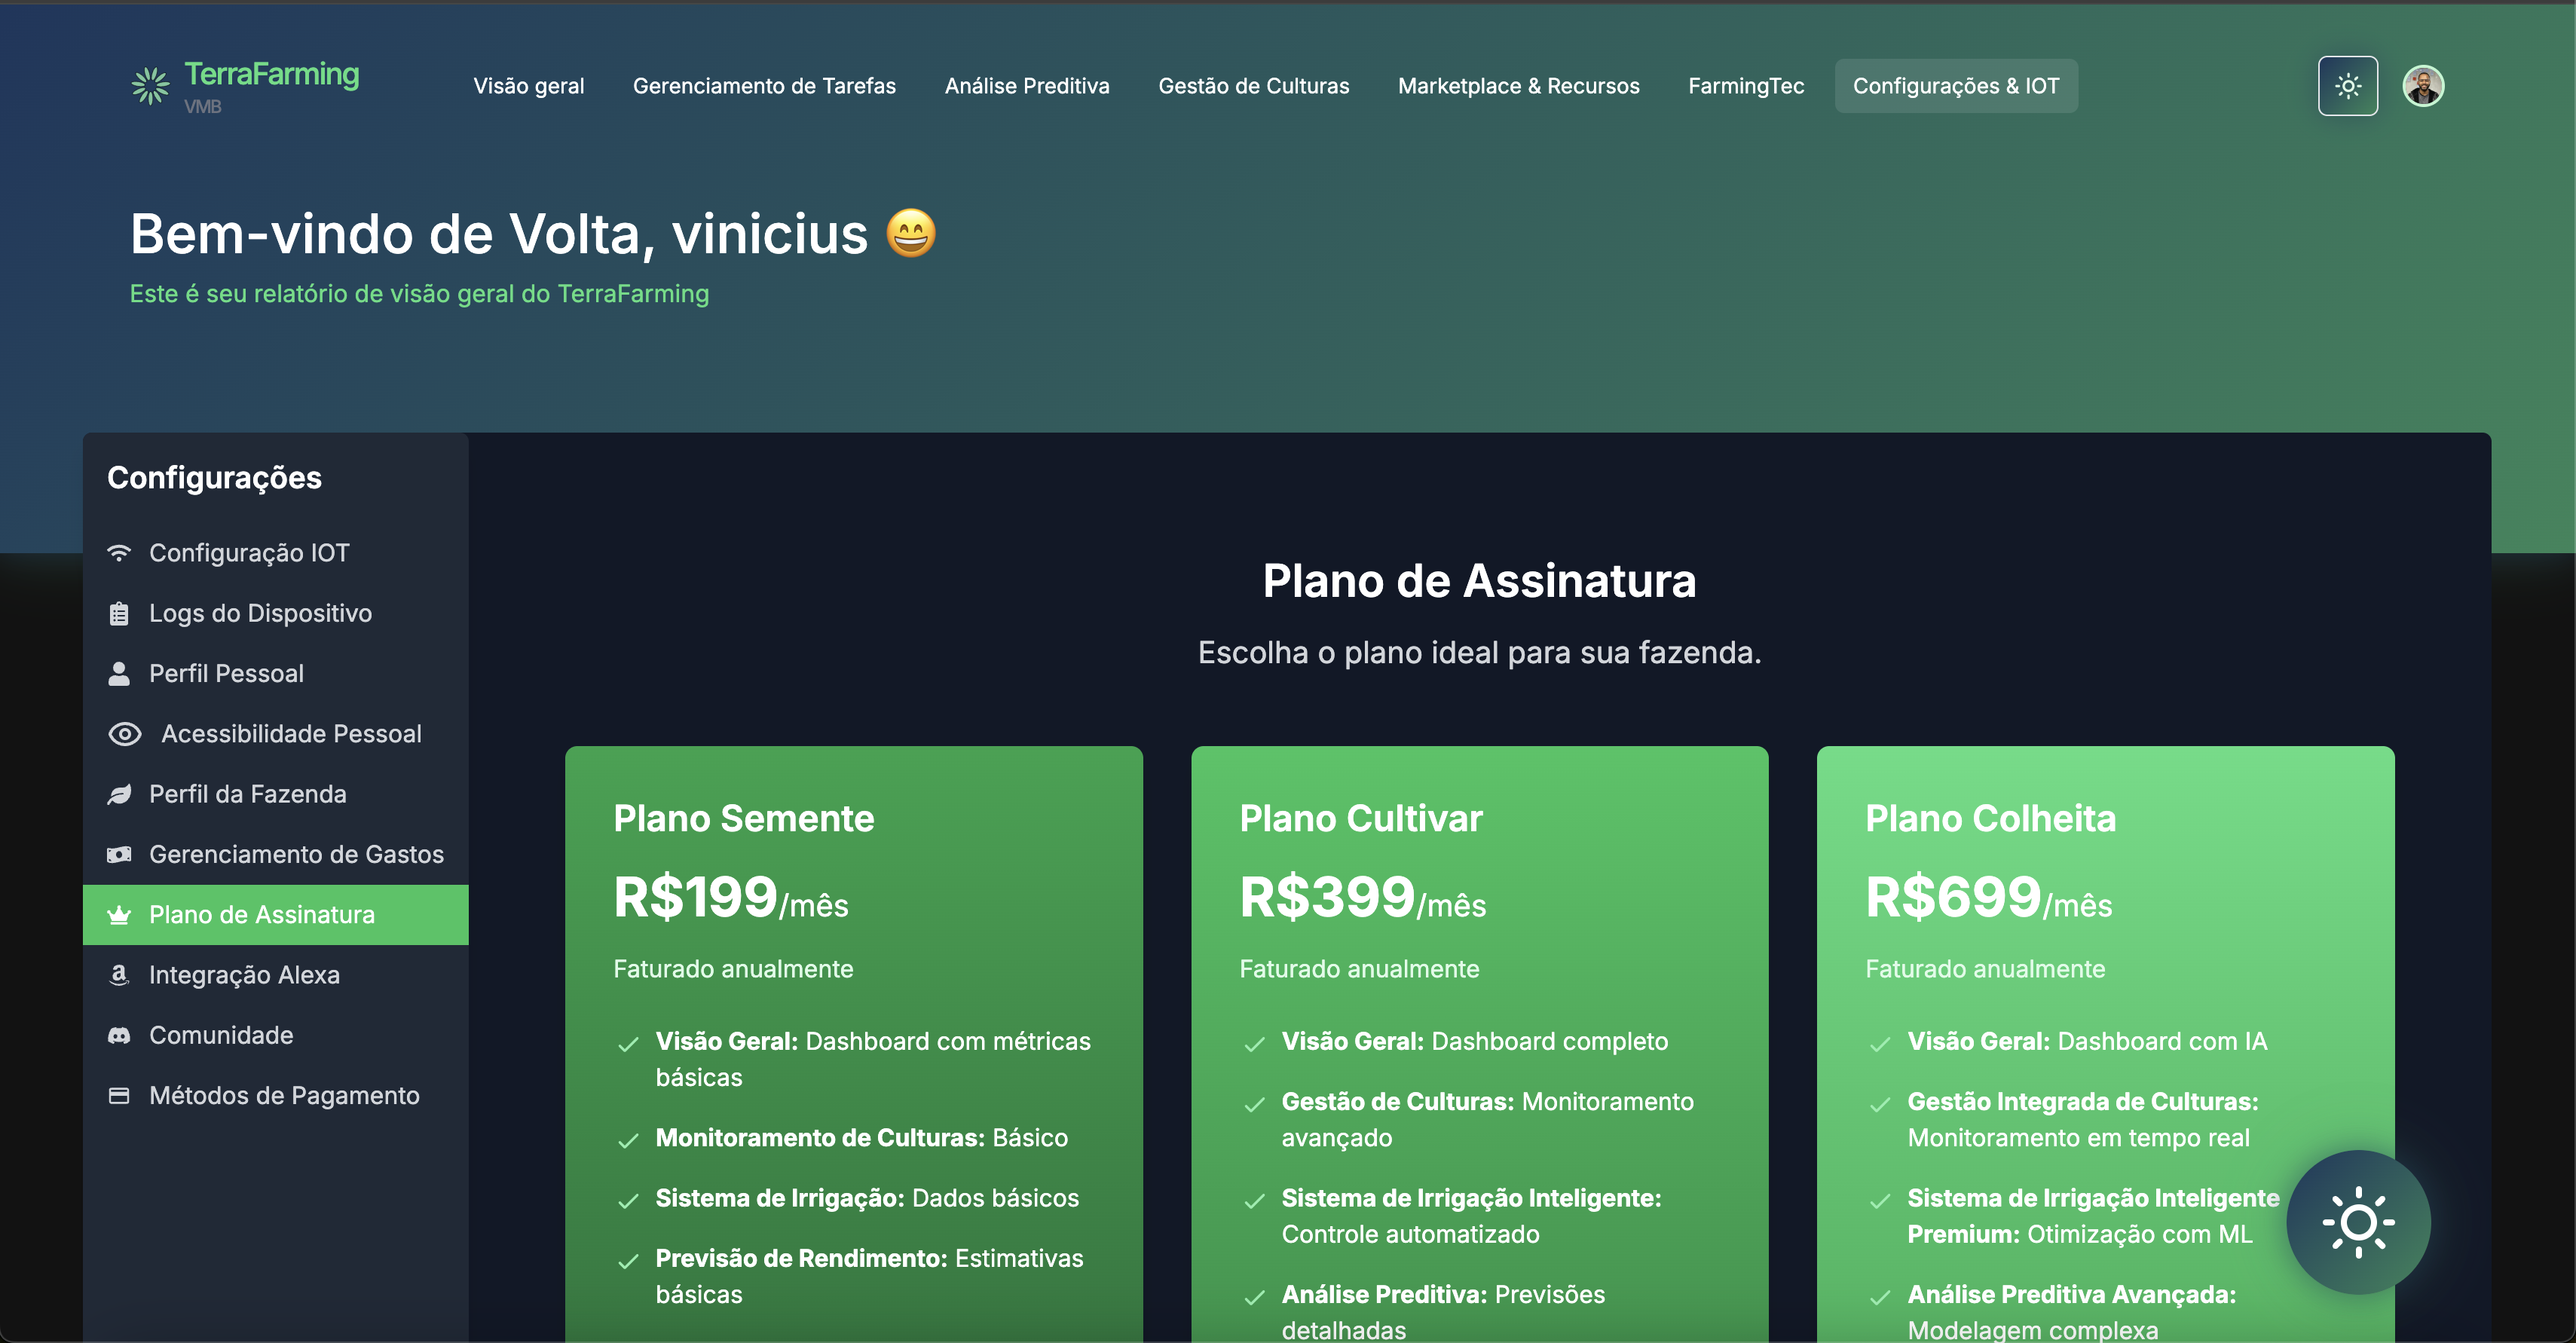 TerraFarming
VMB
Visão geral
Gerenciamento de Tarefas
Análise Preditiva
Gestão de Culturas
Marketplace & Recursos
FarmingTec
Configurações & IOT
Bem-vindo de Volta, vinicius 😄
Este é seu relatório de visão geral do TerraFarming
Configurações
Configuração IOT
Logs do Dispositivo
Perfil Pessoal
Acessibilidade Pessoal
Perfil da Fazenda
Gerenciamento de Gastos
Plano de Assinatura
Integração Alexa
Comunidade
Métodos de Pagamento
Plano de Assinatura
Escolha o plano ideal para sua fazenda.
Plano Semente
R$199/mês
Faturado anualmente
Visão Geral: Dashboard com métricas
básicas
Monitoramento de Culturas: Básico
Sistema de Irrigação: Dados básicos
Previsão de Rendimento: Estimativas
básicas
Plano Cultivar
R$399/mês
Faturado anualmente
Visão Geral: Dashboard completo
Gestão de Culturas: Monitoramento
avançado
Sistema de Irrigação Inteligente:
Controle automatizado
Análise Preditiva: Previsões
detalhadas
Plano Colheita
R$699/mês
Faturado anualmente
Visão Geral: Dashboard com IA
Gestão Integrada de Culturas:
Monitoramento em tempo real
Sistema de Irrigação Inteligente
Premium: Otimização com ML
Análise Preditiva Avançada:
Modelagem complexa